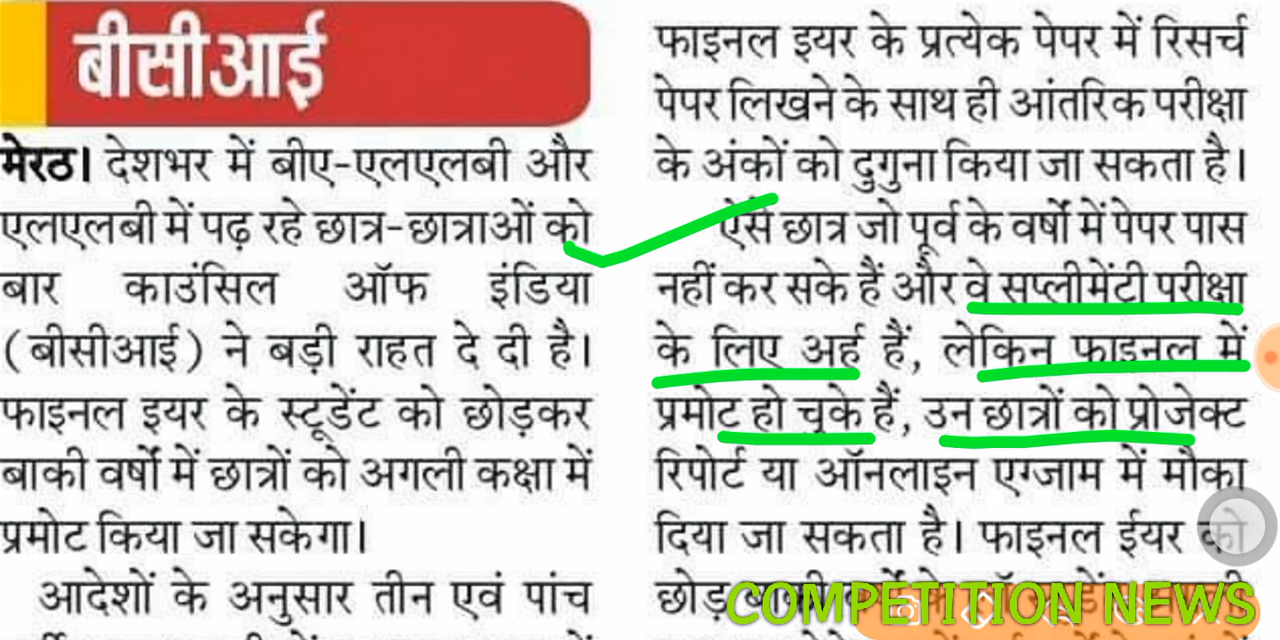 बीसीआई
मेरठ। देशभर में बीए-एलएलबी और
एलएलबी में पढ़ रहे छात्र-छात्राओं को
बार काउंसिल ऑफ इंडिया
(बीसीआई) ने बड़ी राहत दे दी है।
फाइनल इयर के स्टूडेंट को छोड़कर
बाकी वर्षों में छात्रों को अगली कक्षा में
प्रमोट किया जा सकेगा।
आदेशों के अनुसार तीन एवं पांच
फाइनल इयर के प्रत्येक पेपर में रिसर्च
पेपर लिखने के साथ ही आंतरिक परीक्षा
के अंकों को दुगुना किया जा सकता है।
ऐसे छात्र जो पूर्व के वर्षों में पेपर पास
नहीं कर सके हैं और वे सप्लीमेंटी परीक्षा
के लिए अर्ह हैं, लेकिन फाइनल में
प्रमोट हो चुके हैं, उन छात्रों को प्रोजेक्ट
रिपोर्ट या ऑनलाइन एग्जाम में मौका
दिया जा सकता है। फाइनल ईयर को
छोड़
COMPETITION NEWS